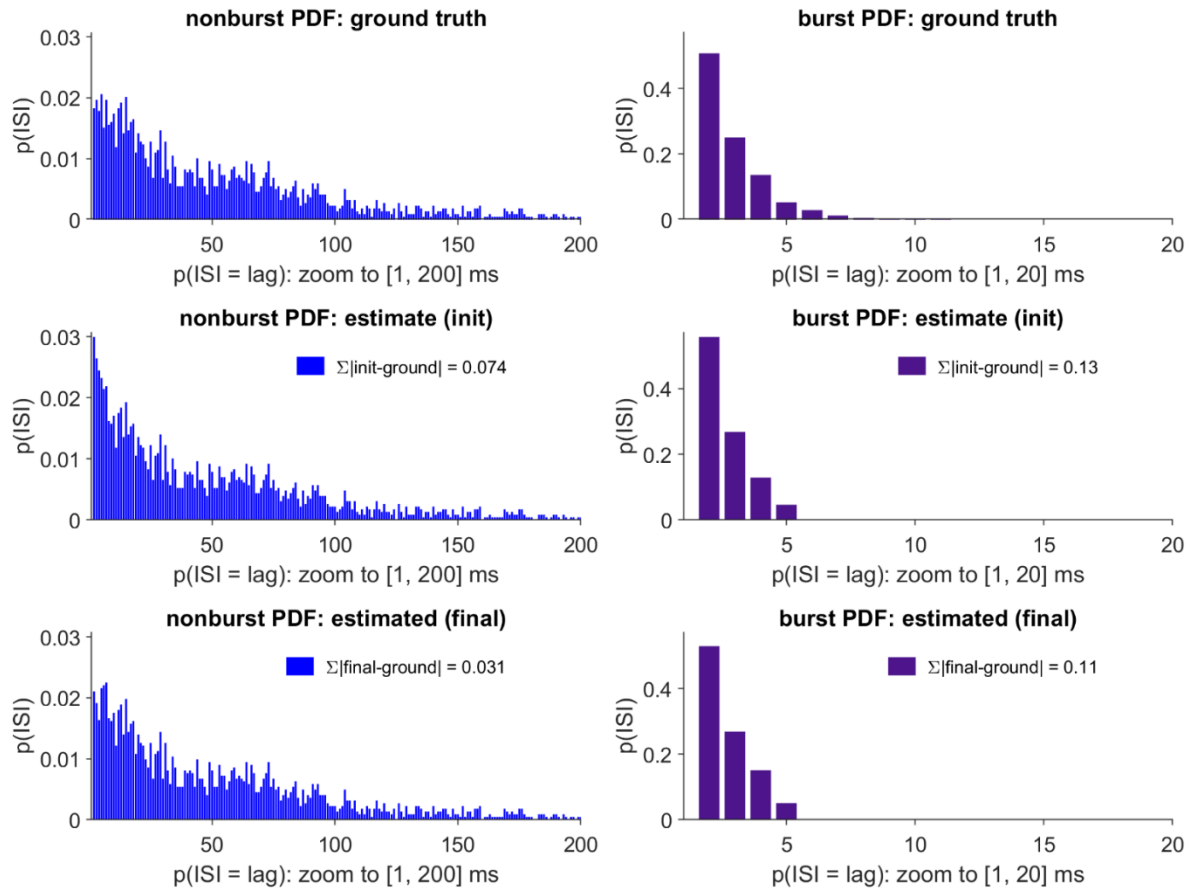 nonburst PDF: ground truth
0.03
0.02
0.01
0
p(ISI)
50
100
150
200
p(ISI = lag): zoom to [1, 200] ms
burst PDF: ground truth
0.4
0.2
0
p(ISI)
5
10
15
20
p(ISI = lag): zoom to [1, 20] ms
nonburst PDF: estimate (init)
Σ|init-ground| = 0.074
0.03
0.02
0.01
0
p(ISI)
50
100
150
200
p(ISI = lag): zoom to [1, 200] ms
burst PDF: estimate (init)
Σ|init-ground| = 0.13
0.4
0.2
0
p(ISI)
5
10
15
20
p(ISI = lag): zoom to [1, 20] ms
nonburst PDF: estimated (final)
Σ|final-ground| = 0.031
0.03
0.02
0.01
0
p(ISI)
50
100
150
200
p(ISI = lag): zoom to [1, 200] ms
burst PDF: estimated (final)
Σ|final-ground| = 0.11
0.4
0.2
0
p(ISI)
5
10
15
20
p(ISI = lag): zoom to [1, 20] ms